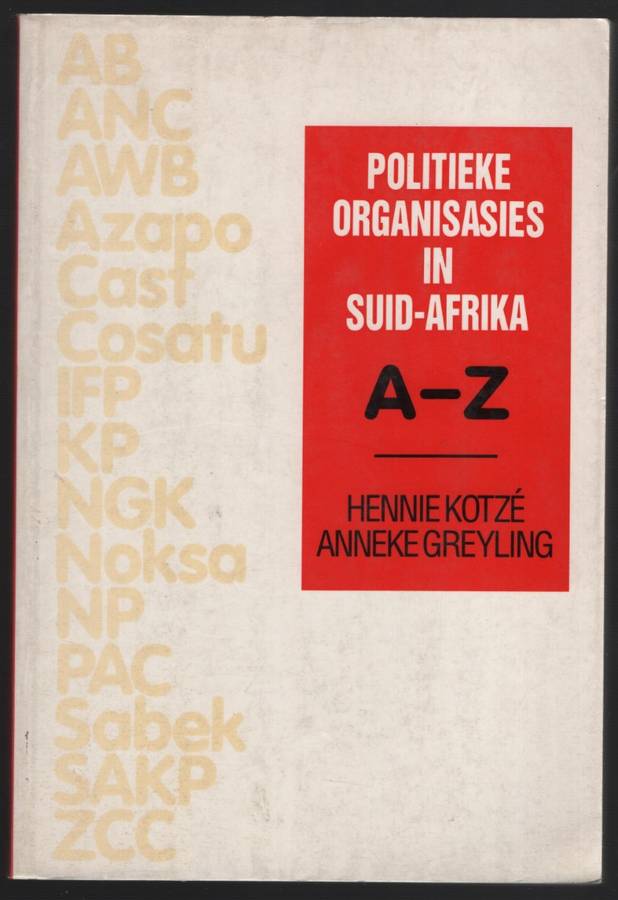 AB
ANC
AWB
Azapo
Cast
Cosatu
IFP
KP
NGK
Noksa
NP
PAC
Sabek
SAKP
ZCC
POLITIEKE
ORGANISASIES
IN
SUID-AFRIKA
A–Z
HENNIE KOTZÉ
ANNEKE GREYLING